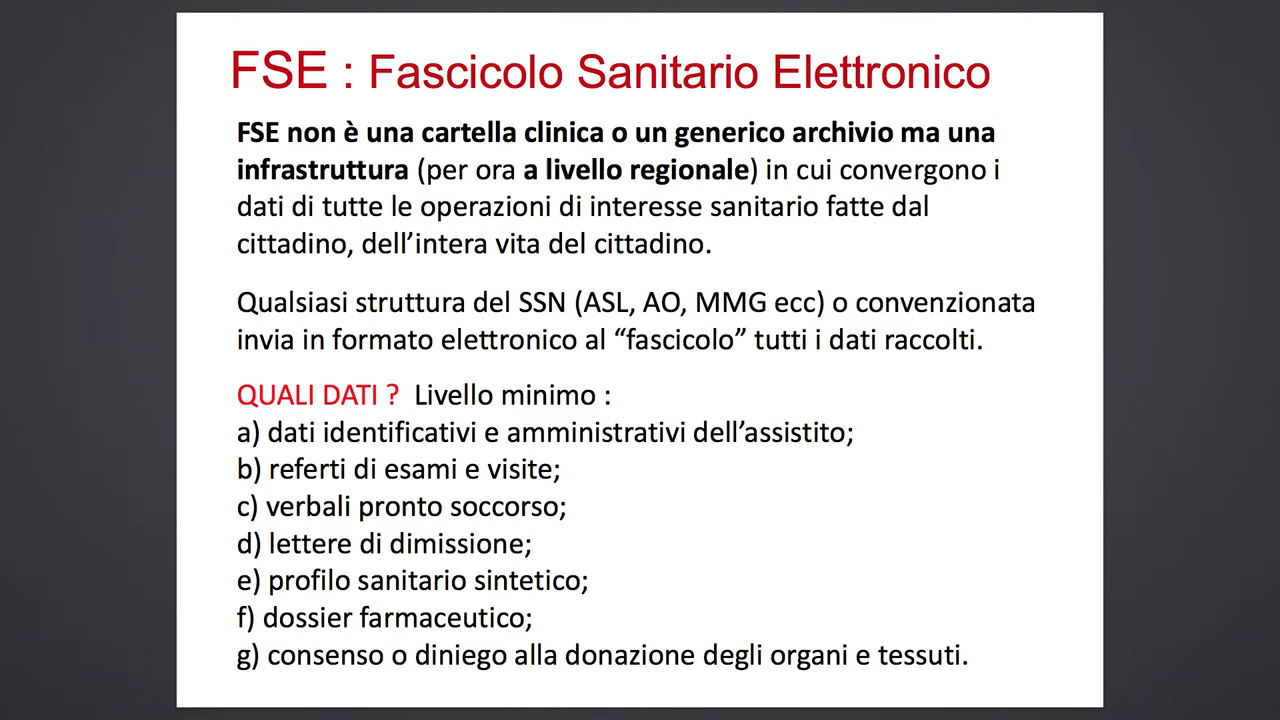 FSE : Fascicolo Sanitario Elettronico
FSE non è una cartella clinica o un generico archivio ma una
infrastruttura (per ora a livello regionale) in cui convergono i
dati di tutte le operazioni di interesse sanitario fatte dal
cittadino, dell’intera vita del cittadino.
Qualsiasi struttura del SSN (ASL, AO, MMG ecc) o convenzionata
invia in formato elettronico al “fascicolo” tutti i dati raccolti.
QUALI DATI ? Livello minimo :
a) dati identificativi e amministrativi dell’assistito;
b) referti di esami e visite;
c) verbali pronto soccorso;
d) lettere di dimissione;
e) profilo sanitario sintetico;
f) dossier farmaceutico;
g) consenso o diniego alla donazione degli organi e tessuti.